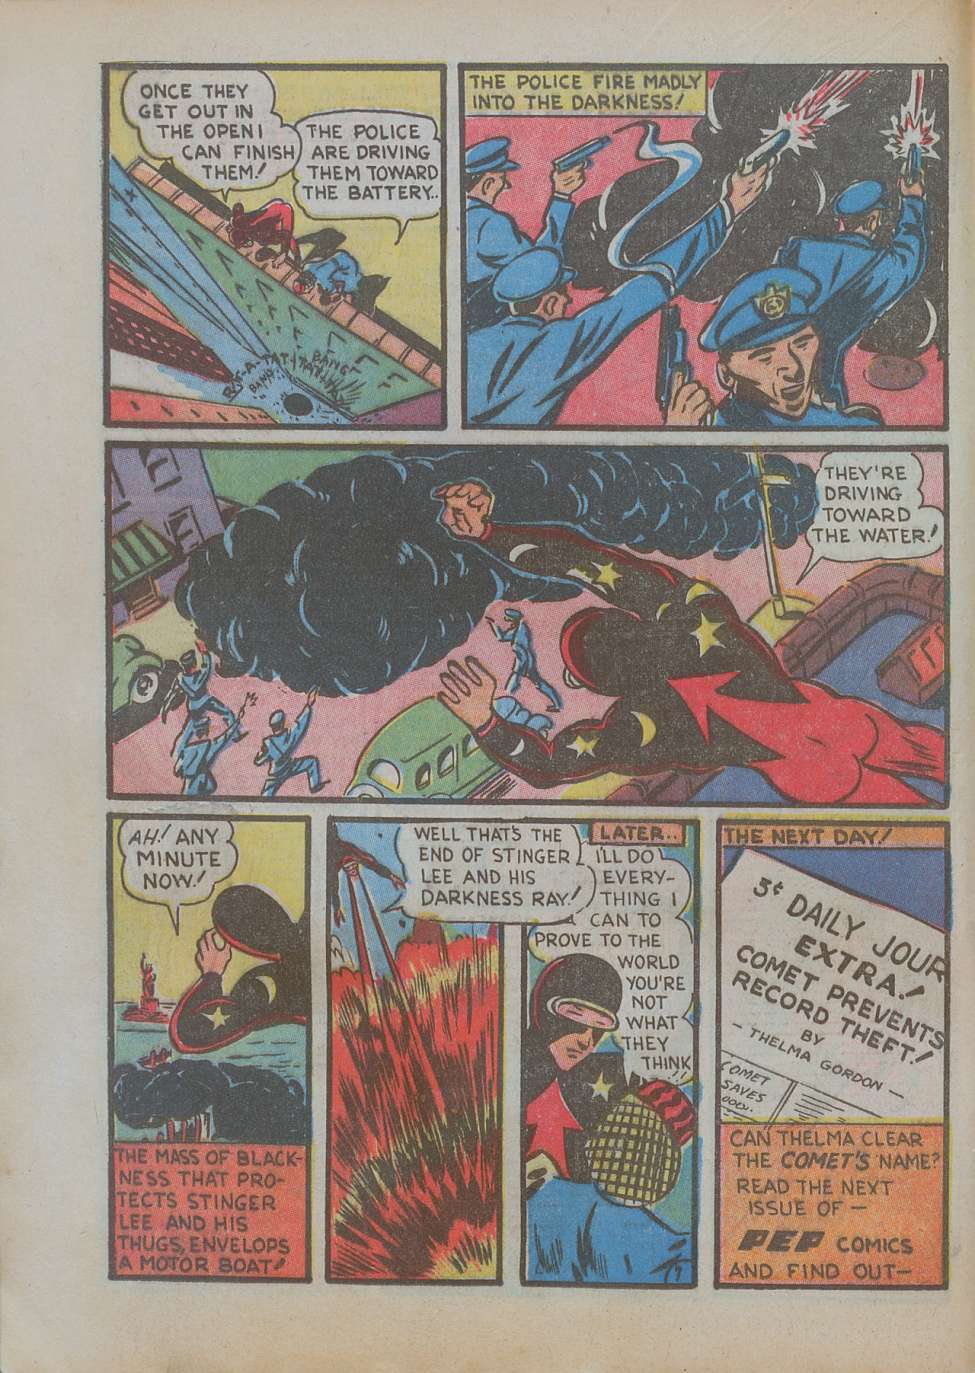 ONCE THEY
GET OUT IN
THE OPEN I
CAN FINISH
THEM!
THE POLICE
ARE DRIVING
THEM TOWARD
THE BATTERY..
BANG!
BANG!
THE POLICE FIRE MADLY
INTO THE DARKNESS!
THEY'RE
DRIVING
TOWARD
THE WATER!
AH! ANY
MINUTE
NOW!
THE MASS OF BLACK-
NESS THAT PRO-
TECTS STINGER
LEE AND HIS
THUGS, ENVELOPS
A MOTOR BOAT!
WELL THAT'S THE
END OF STINGER
LEE AND HIS
DARKNESS RAY!
LATER..
I'LL DO
EVERY-
THING I
CAN TO
PROVE TO THE
WORLD
YOU'RE
NOT
WHAT
THEY
THINK!!
7
THE NEXT DAY!
3¢ DAILY JOUR
EXTRA!
COMET PREVENTS
RECORD THEFT!
BY
- THELMA GORDON -
COMET
SAVES
CAN THELMA CLEAR
THE COMET'S NAME?
READ THE NEXT
ISSUE OF -
PEP COMICS
AND FIND OUT-